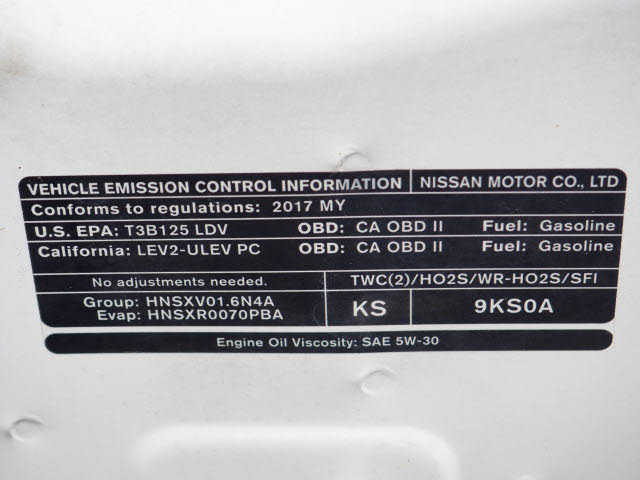 VEHICLE EMISSION CONTROL INFORMATION NISSAN MOTOR CO., LTD
Conforms to regulations: 2017 MY
U.S. EPA: T3B125 LDV OBD: CA OBD II Fuel: Gasoline
California: LEV2-ULEV PC OBD: CA OBD II Fuel: Gasoline
No adjustments needed. TWC(2)/HO2S/WR-HO2S/SFI
Group: HNSXV01.6N4A
Evap: HNSXR0070PBA
KS 9KS0A
Engine Oil Viscosity: SAE 5W-30